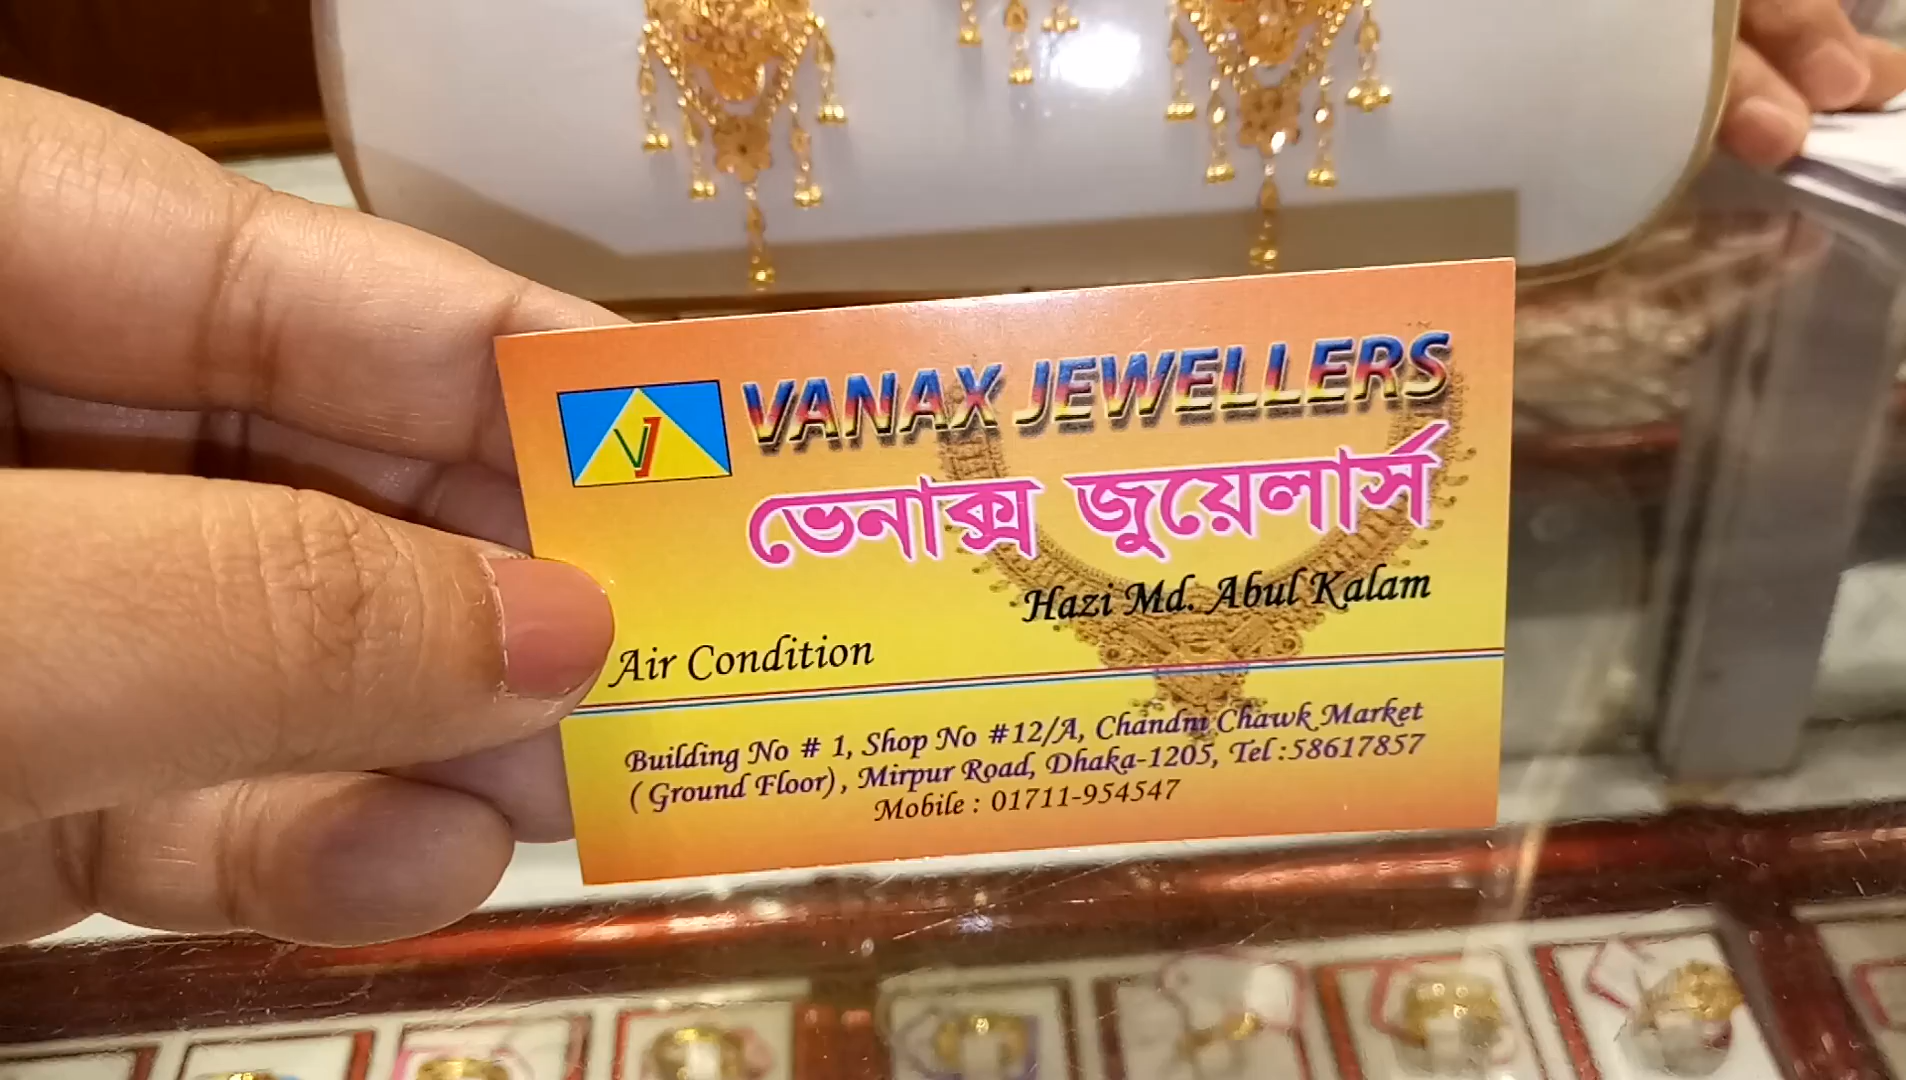 VJ
VANAX JEWELLERS
ভেনাক্স জুয়েলার্স
Hazi Md. Abul Kalam
Air Condition
Building No # 1, Shop No #12/A, Chandni Chawk Market
( Ground Floor) , Mirpur Road, Dhaka-1205, Tel :58617857
Mobile : 01711-954547